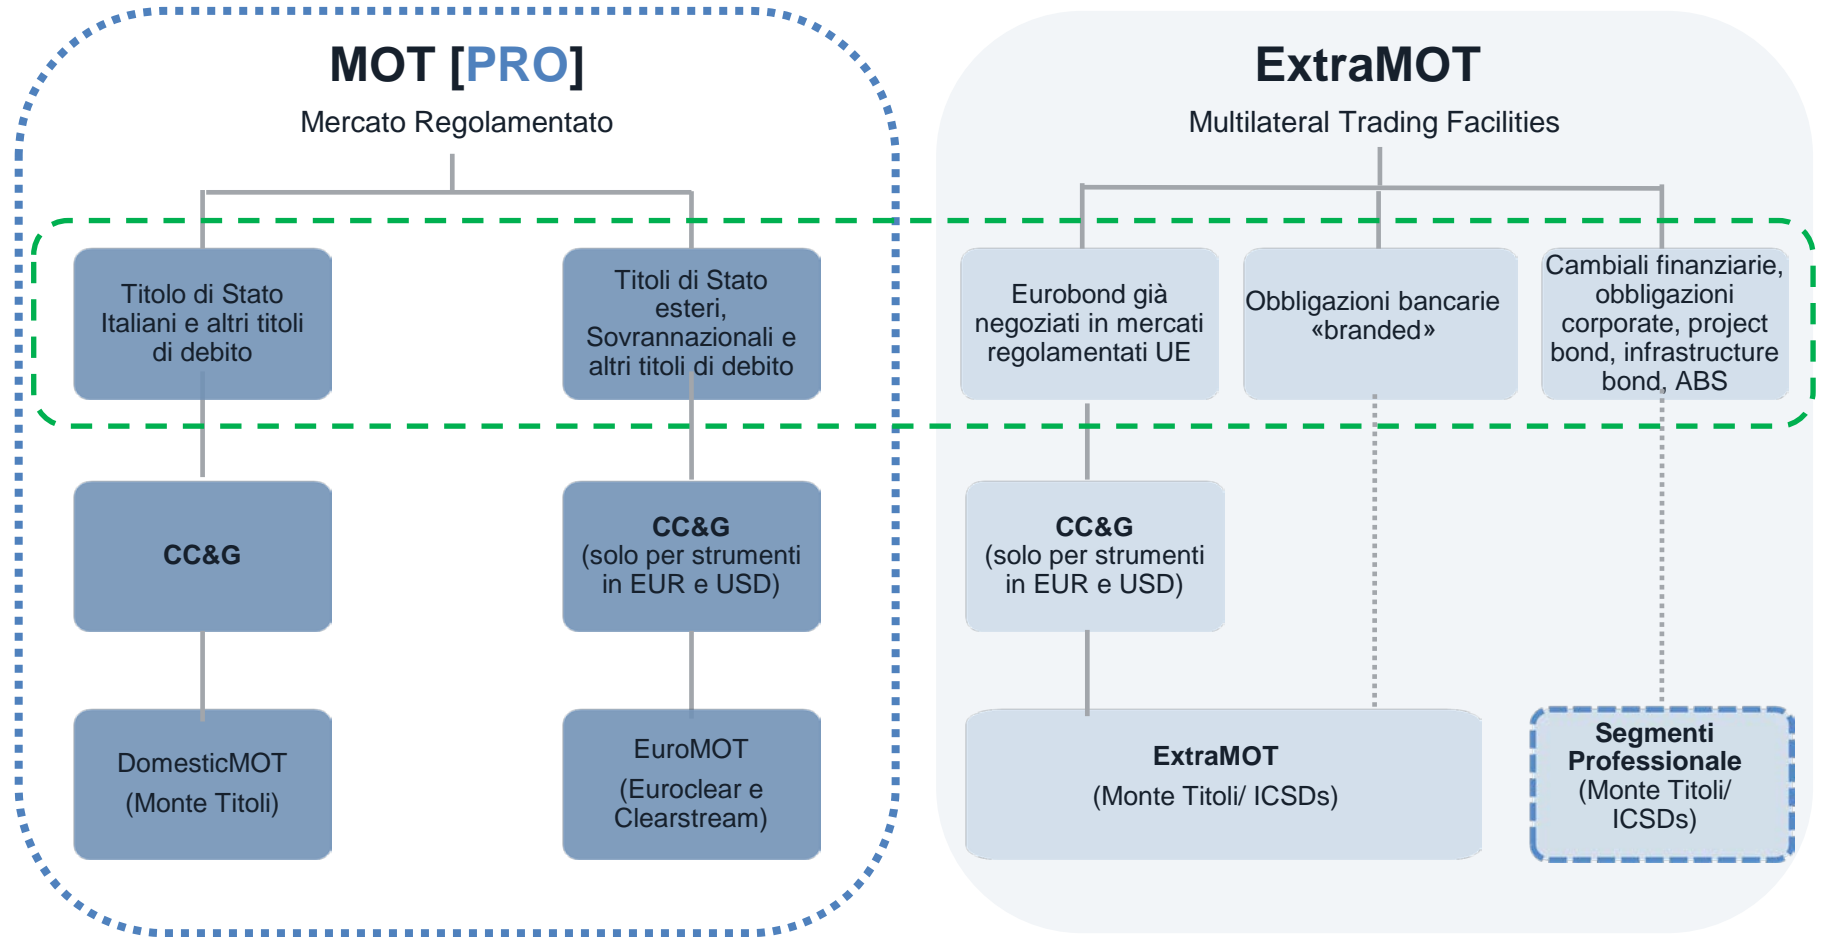 MOT [PRO]
Mercato Regolamentato
Titolo di Stato
Italiani e altri titoli
di debito
Titoli di Stato
esteri,
Sovrannazionali e
altri titoli di debito
CC&G
CC&G
(solo per strumenti
in EUR e USD)
DomesticMOT
(Monte Titoli)
EuroMOT
(Euroclear e
Clearstream)
ExtraMOT
Multilateral Trading Facilities
Eurobond già
negoziati in mercati
regolamentati UE
Obbligazioni bancarie
«branded»
Cambiali finanziarie,
obbligazioni
corporate, project
bond, infrastructure
bond, ABS
CC&G
(solo per strumenti
in EUR e USD)
ExtraMOT
(Monte Titoli/ ICSDs)
Segmenti
Professionale
(Monte Titoli/
ICSDs)